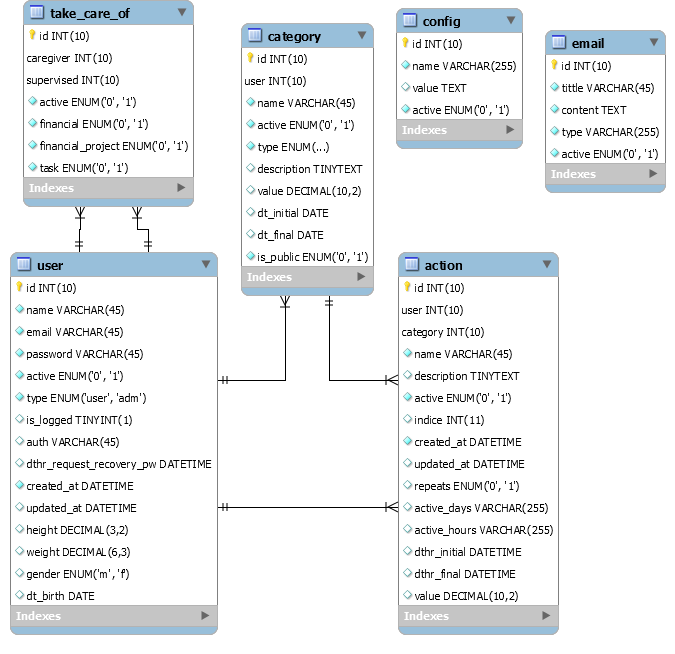 take_care_of
id INT(10)
caregiver INT(10)
supervised INT(10)
active ENUM('0', '1')
financial ENUM('0', '1')
financial_project ENUM('0', '1')
task ENUM('0', '1')
Indexes
category
id INT(10)
user INT(10)
name VARCHAR(45)
active ENUM('0', '1')
type ENUM(...)
description TINYTEXT
value DECIMAL(10,2)
dt_initial DATE
dt_final DATE
is_public ENUM('0', '1')
Indexes
config
id INT(10)
name VARCHAR(255)
value TEXT
active ENUM('0', '1')
Indexes
email
id INT(10)
tittle VARCHAR(45)
content TEXT
type VARCHAR(255)
active ENUM('0', '1')
Indexes
user
id INT(10)
name VARCHAR(45)
email VARCHAR(45)
password VARCHAR(45)
active ENUM('0', '1')
type ENUM('user', 'adm')
is_logged TINYINT(1)
auth VARCHAR(45)
dthr_request_recovery_pw DATETIME
created_at DATETIME
updated_at DATETIME
height DECIMAL(3,2)
weight DECIMAL(6,3)
gender ENUM('m', 'f')
dt_birth DATE
Indexes
action
id INT(10)
user INT(10)
category INT(10)
name VARCHAR(45)
description TINYTEXT
active ENUM('0', '1')
indice INT(11)
created_at DATETIME
updated_at DATETIME
repeats ENUM('0', '1')
active_days VARCHAR(255)
active_hours VARCHAR(255)
dthr_initial DATETIME
dthr_final DATETIME
value DECIMAL(10,2)
Indexes